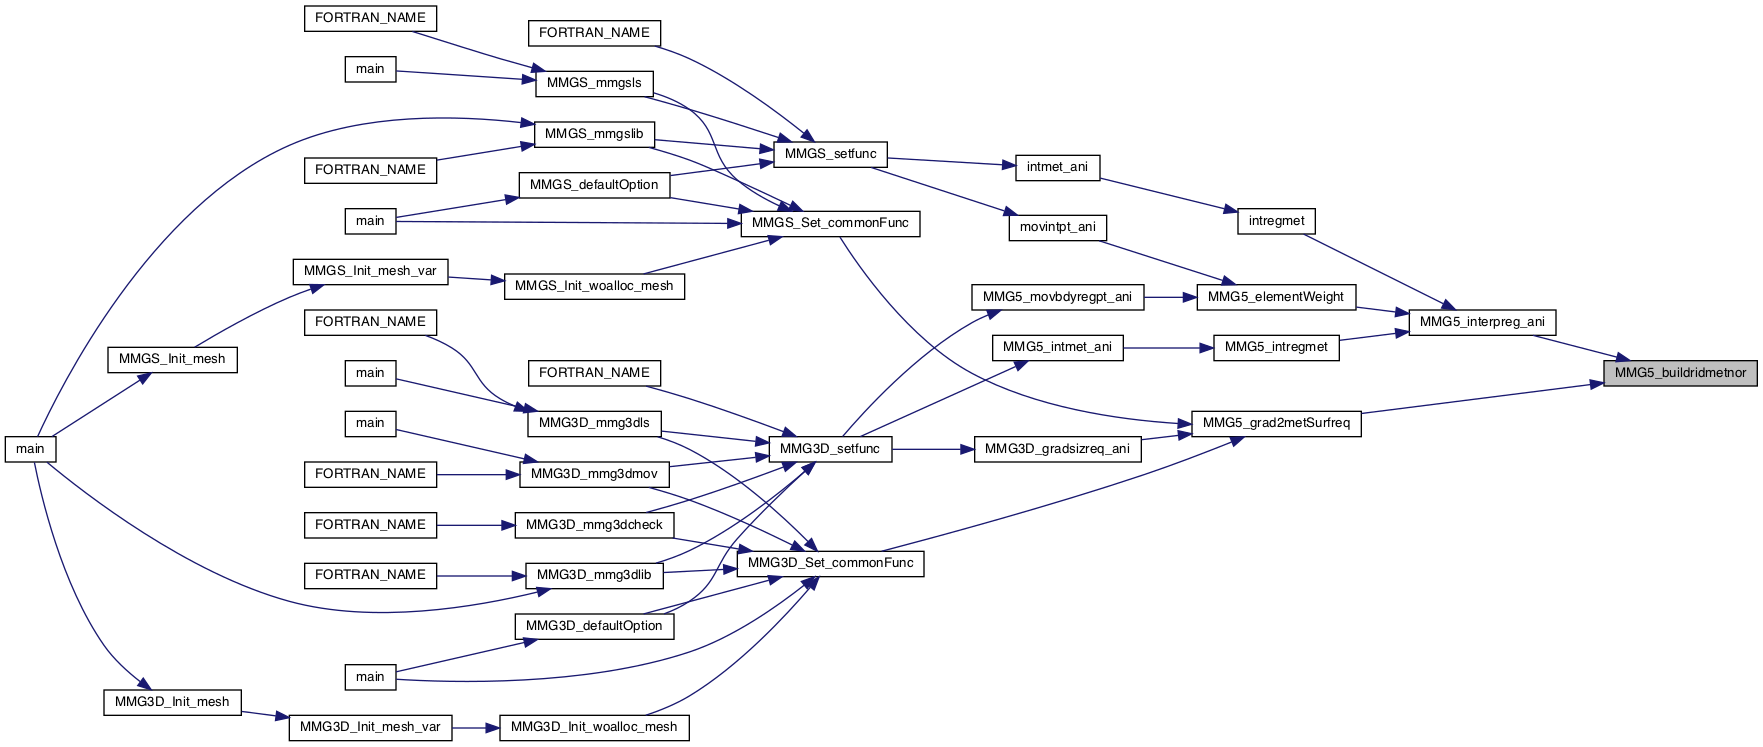 FORTRAN_NAME
FORTRAN_NAME
main
MMGS_mmgsls
MMGS_mmgslib
MMGS_setfunc
FORTRAN_NAME
intmet_ani
MMGS_defaultOption
main
MMGS_Set_commonFunc
intregmet
movintpt_ani
MMGS_Init_mesh_var
MMGS_Init_woalloc_mesh
MMG5_movbdyregpt_ani
MMG5_elementWeight
FORTRAN_NAME
MMG5_interpreg_ani
MMGS_Init_mesh
MMG5_intmet_ani
MMG5_intregmet
main
FORTRAN_NAME
MMG5_buildridmetnor
main
MMG3D_mmg3dls
MMG5_grad2metSurfreq
main
MMG3D_setfunc
MMG3D_gradsizreq_ani
FORTRAN_NAME
MMG3D_mmg3dmov
FORTRAN_NAME
MMG3D_mmg3dcheck
MMG3D_Set_commonFunc
FORTRAN_NAME
MMG3D_mmg3dlib
MMG3D_defaultOption
main
MMG3D_Init_mesh
MMG3D_Init_mesh_var
MMG3D_Init_woalloc_mesh